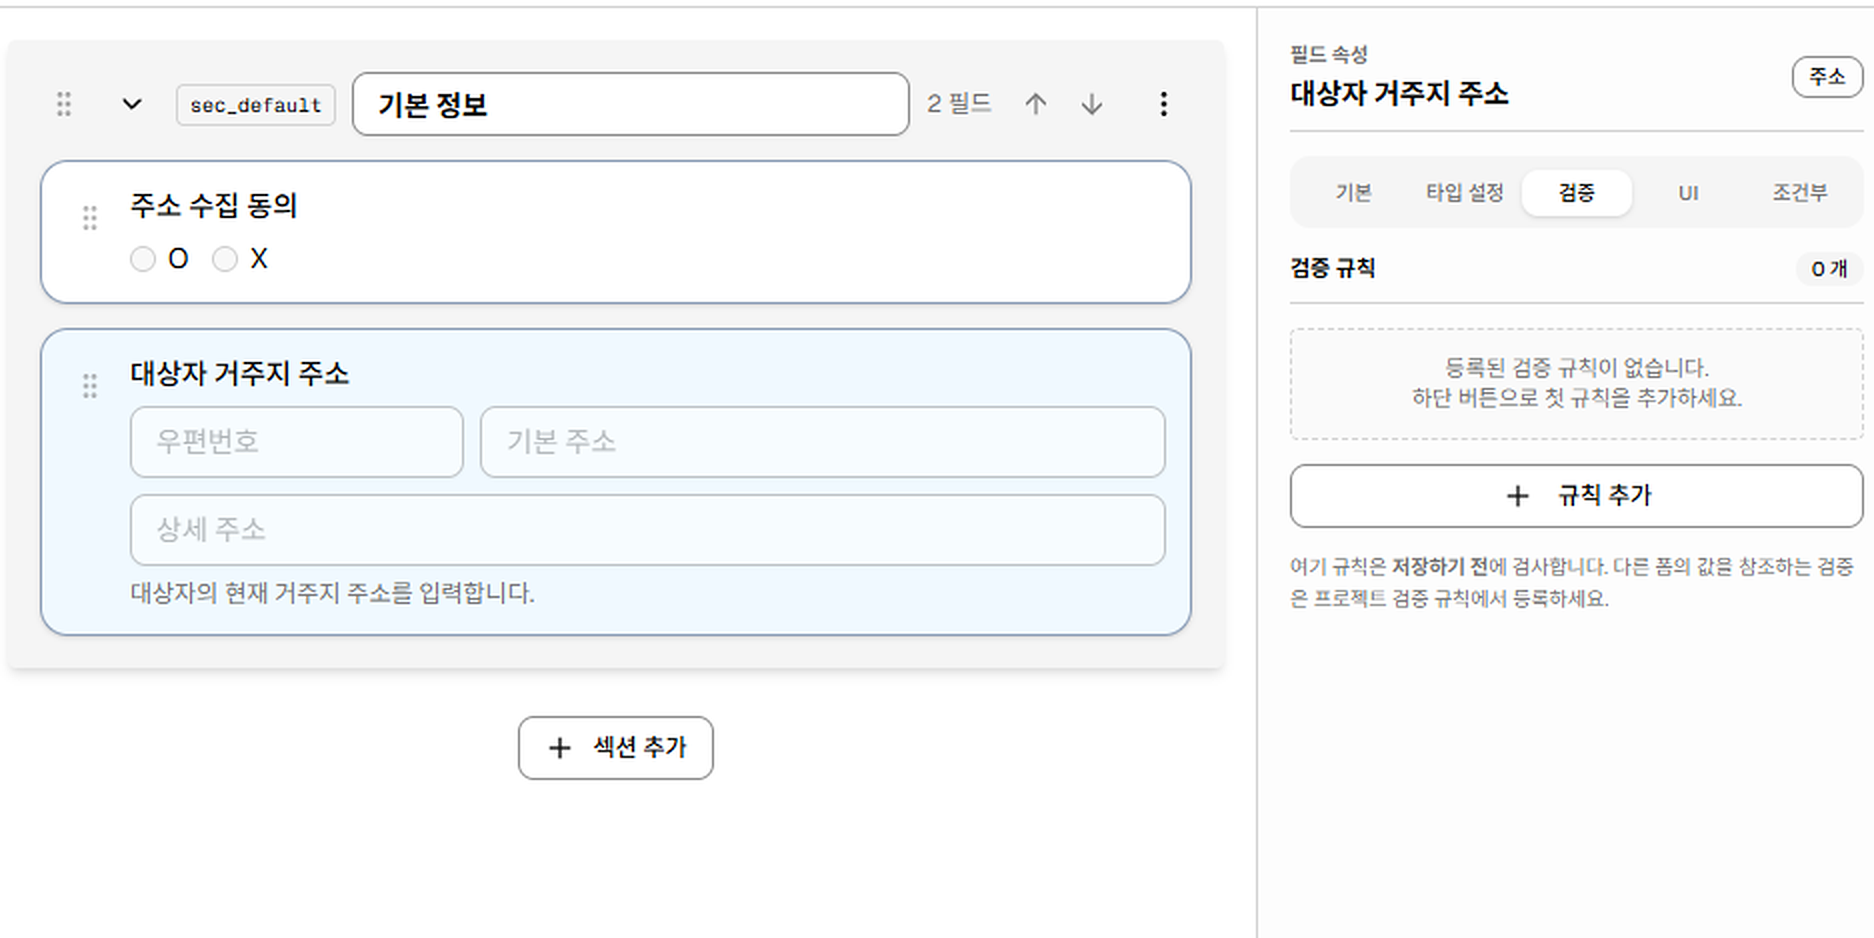 sec_default
기본 정보
2 필드
주소 수집 동의
O X
대상자 거주지 주소
우편번호 기본 주소
상세 주소
대상자의 현재 거주지 주소를 입력합니다.
섹션 추가
필드 속성
대상자 거주지 주소
주소
기본 타입 설정 검증 UI 조건부
검증 규칙
0 개
등록된 검증 규칙이 없습니다.
하단 버튼으로 첫 규칙을 추가하세요.
규칙 추가
여기 규칙은 저장하기 전에 검사합니다. 다른 폼의 값을 참조하는 검증
은 프로젝트 검증 규칙에서 등록하세요.